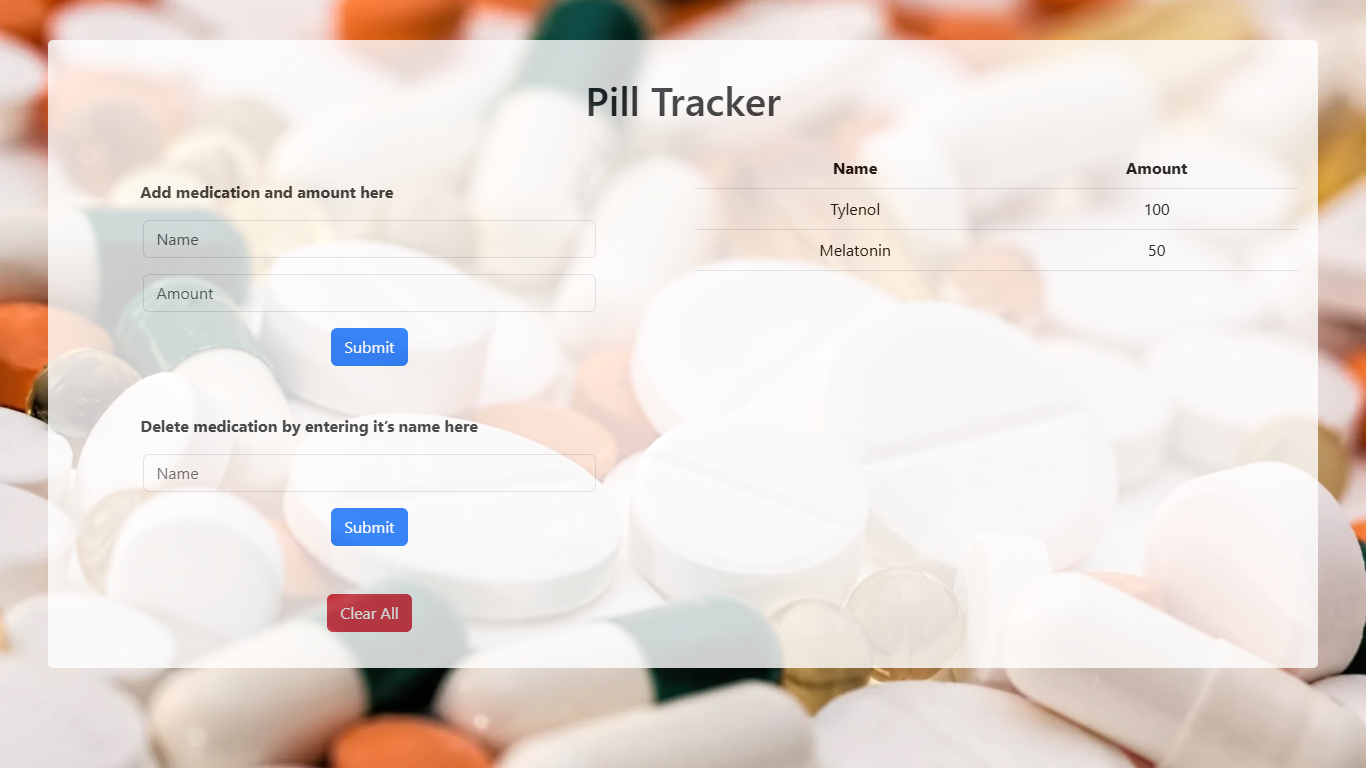 Pill Tracker
Add medication and amount here
Name
Amount
Submit
Delete medication by entering it's name here
Name
Submit
Clear All
Name Amount
Tylenol 100
Melatonin 50